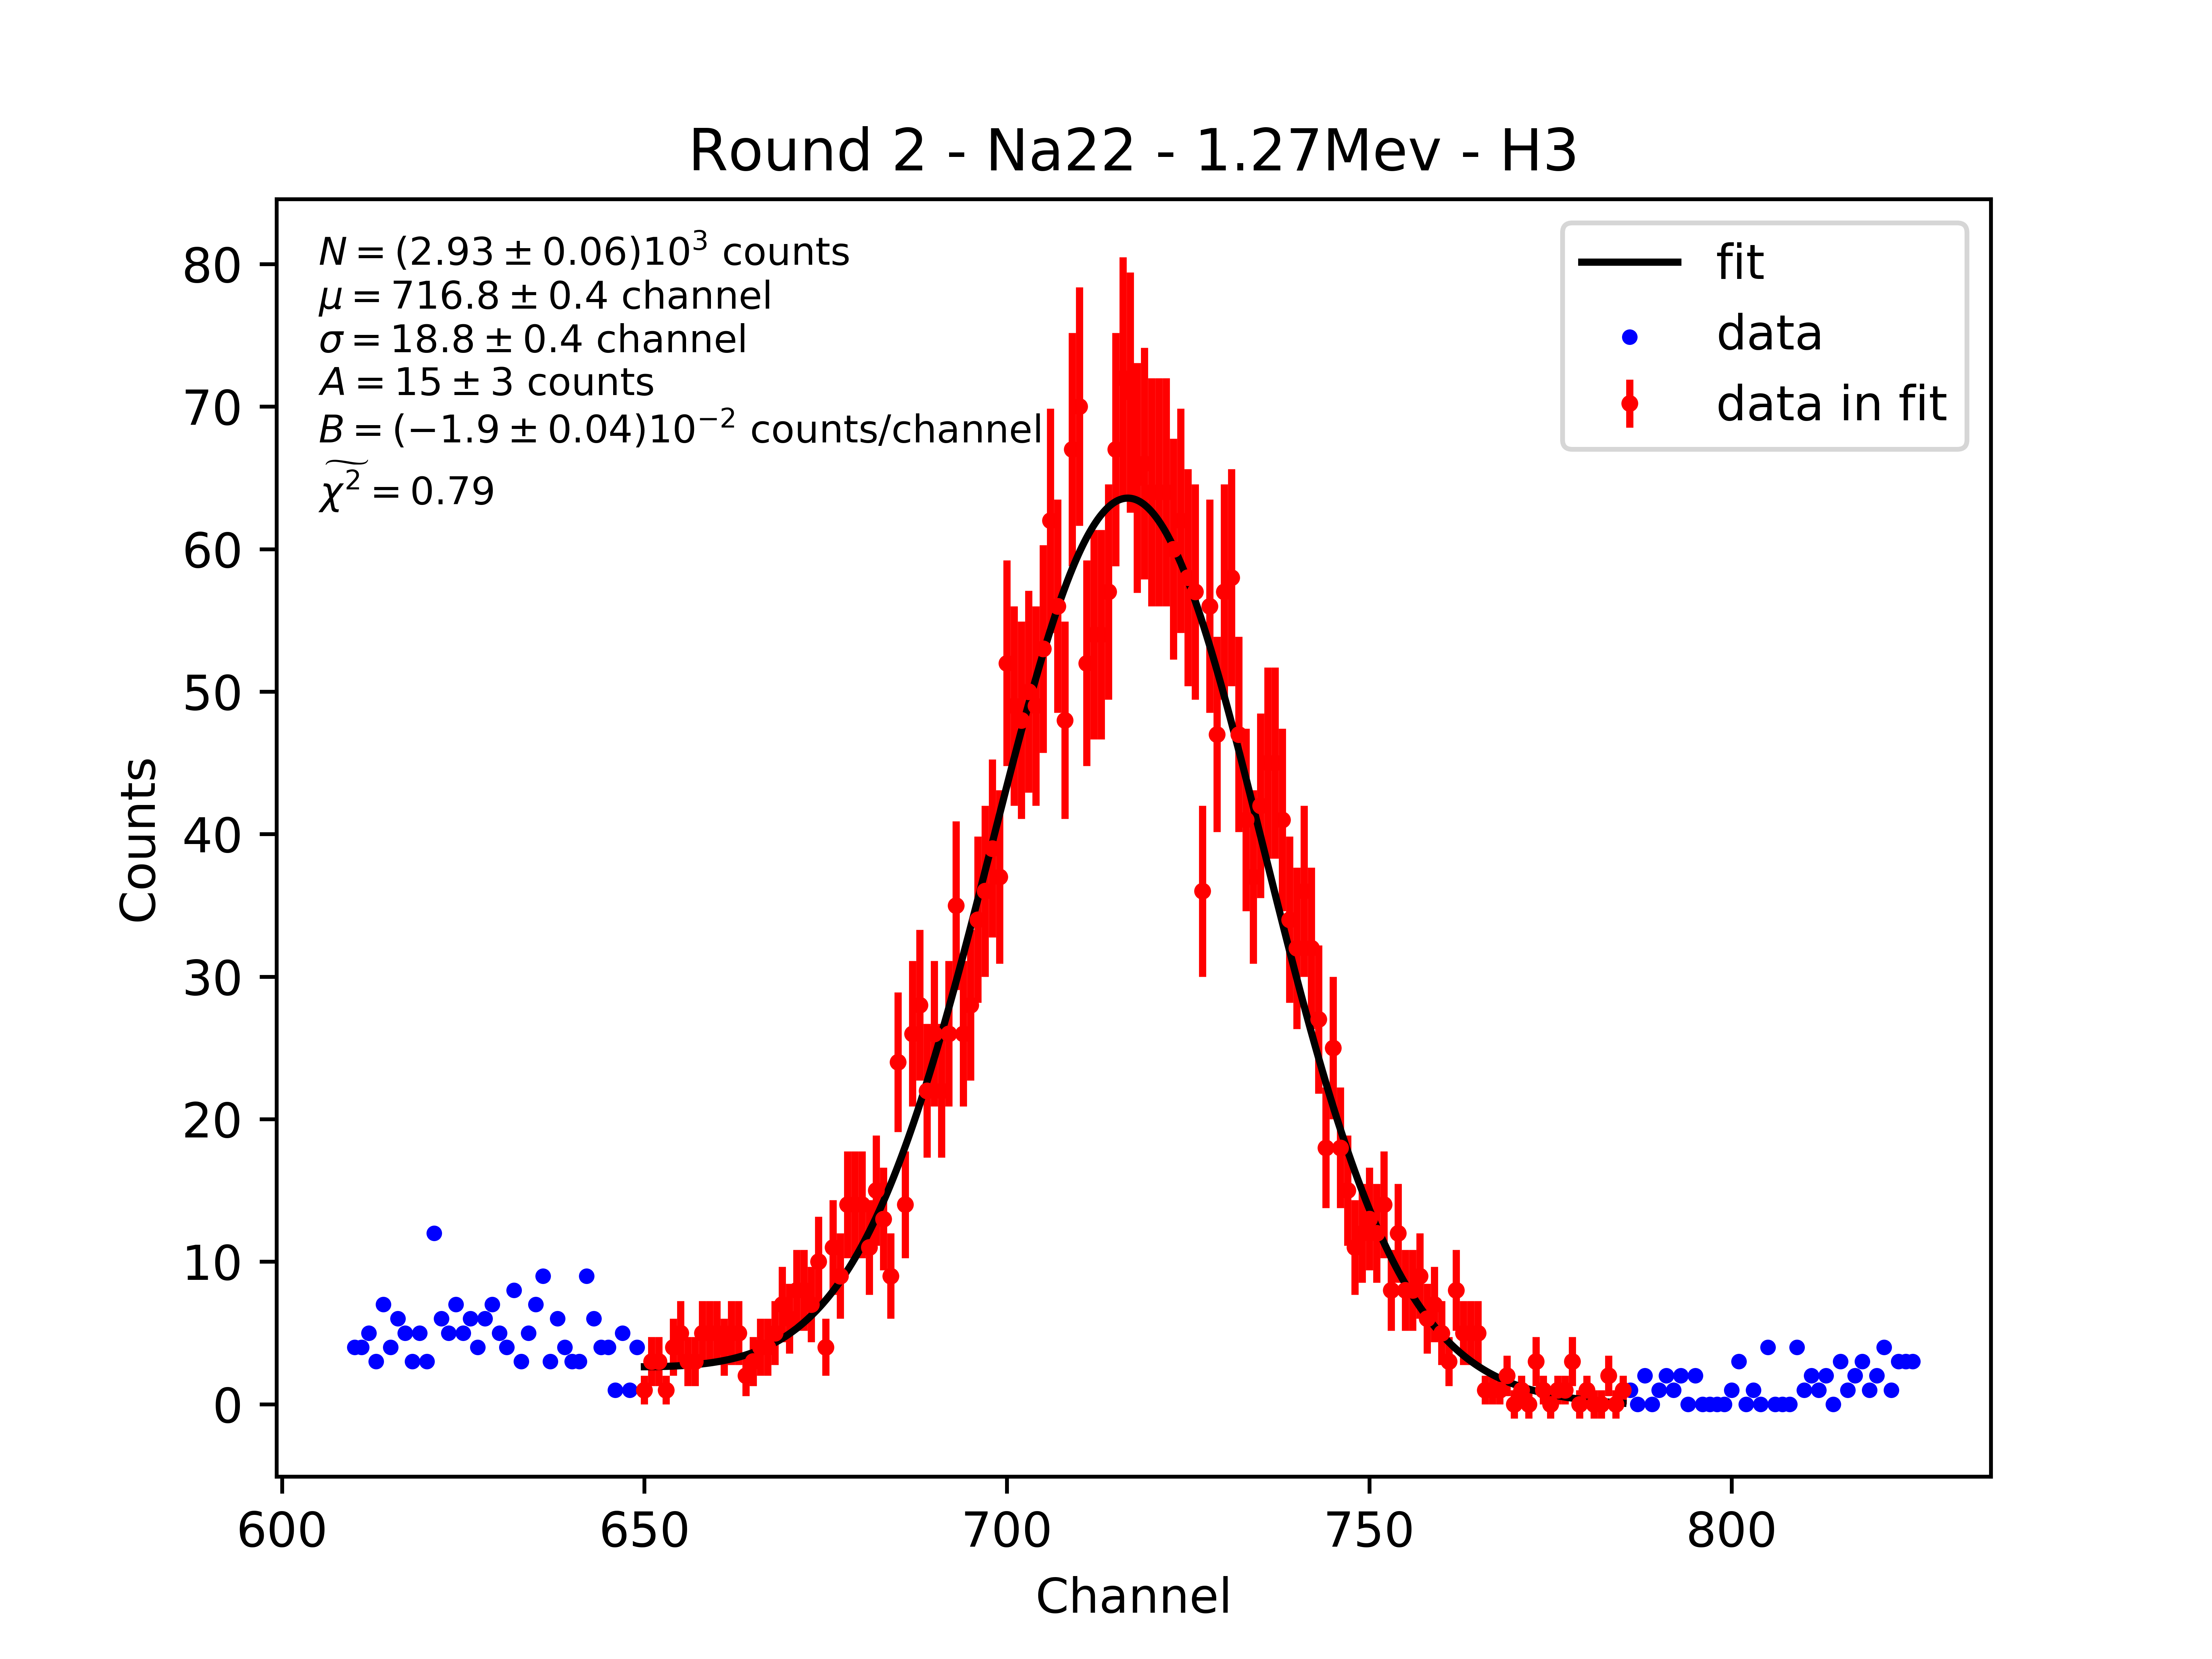 Round 2 - Na22 - 1.27Mev - H3
N = (2.93 ± 0.06)10³ counts
μ = 716.8 ± 0.4 channel
σ = 18.8 ± 0.4 channel
A = 15 ± 3 counts
B = (−1.9 ± 0.04)10⁻² counts/channel
χ̃² = 0.79
fit
data
data in fit
80
70
60
50
40
30
20
10
0
Counts
600 650 700 750 800
Channel